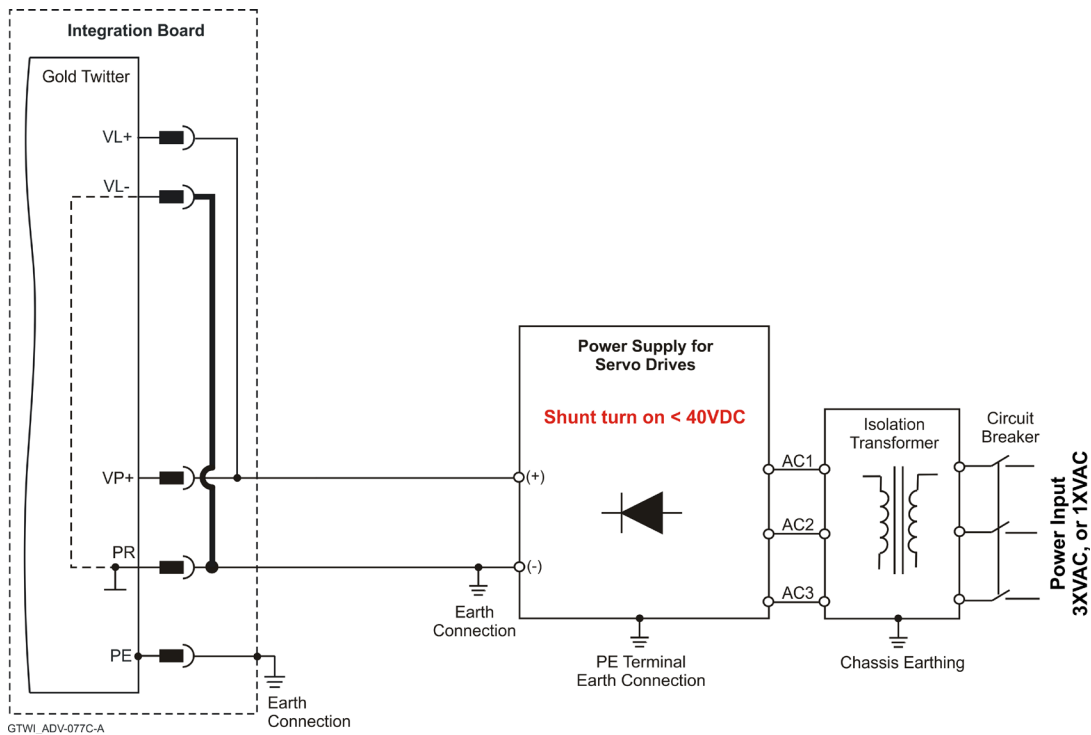 Integration Board
Gold Twitter
VL+
VL-
VP+
PR
PE
Earth
Connection
GTWI_ADV-077C-A
Earth
Connection
Power Supply for
Servo Drives
Shunt turn on < 40VDC
(+)
(-)
PE Terminal
Earth Connection
AC1
AC2
AC3
Isolation
Transformer
Chassis Earthing
Circuit
Breaker
Power Input
3XVAC, or 1XVAC